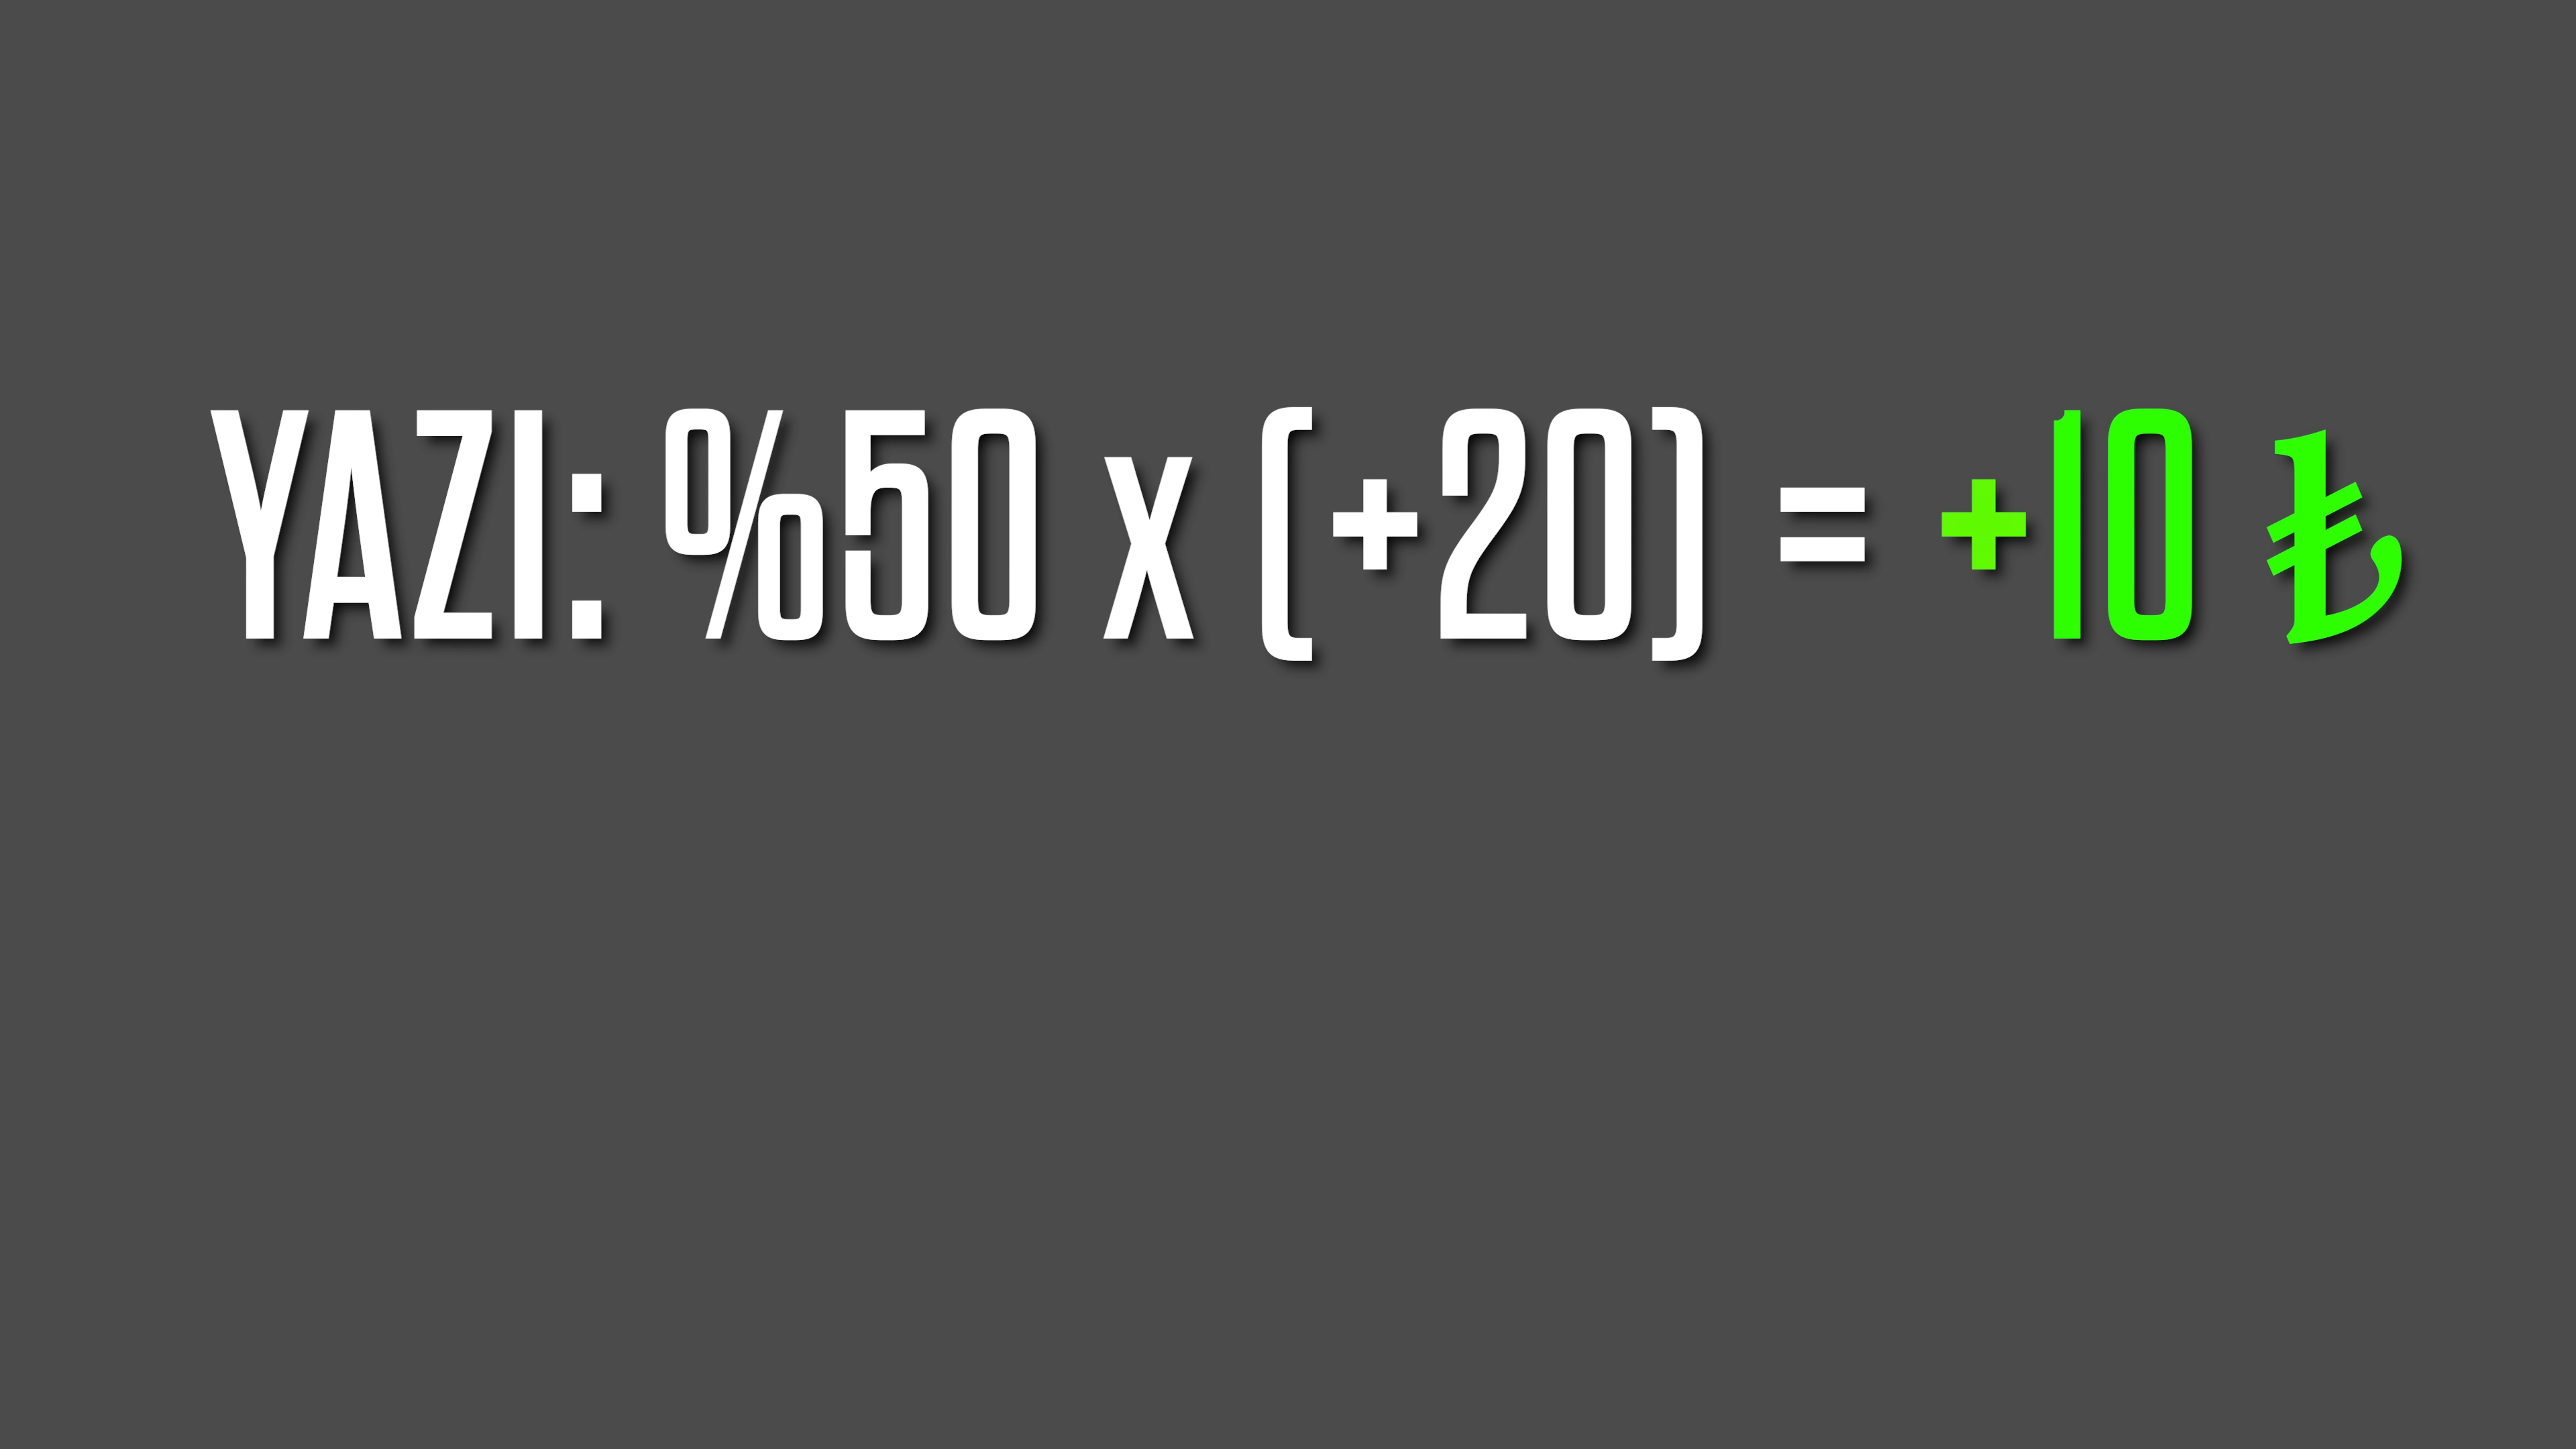 YAZI: %50 x (+20) = +10 ₺